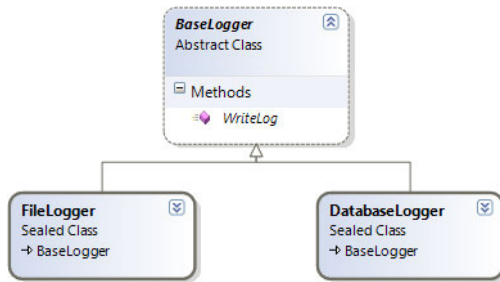 BaseLogger
Abstract Class
Methods
WriteLog
FileLogger
Sealed Class
BaseLogger
DatabaseLogger
Sealed Class
BaseLogger